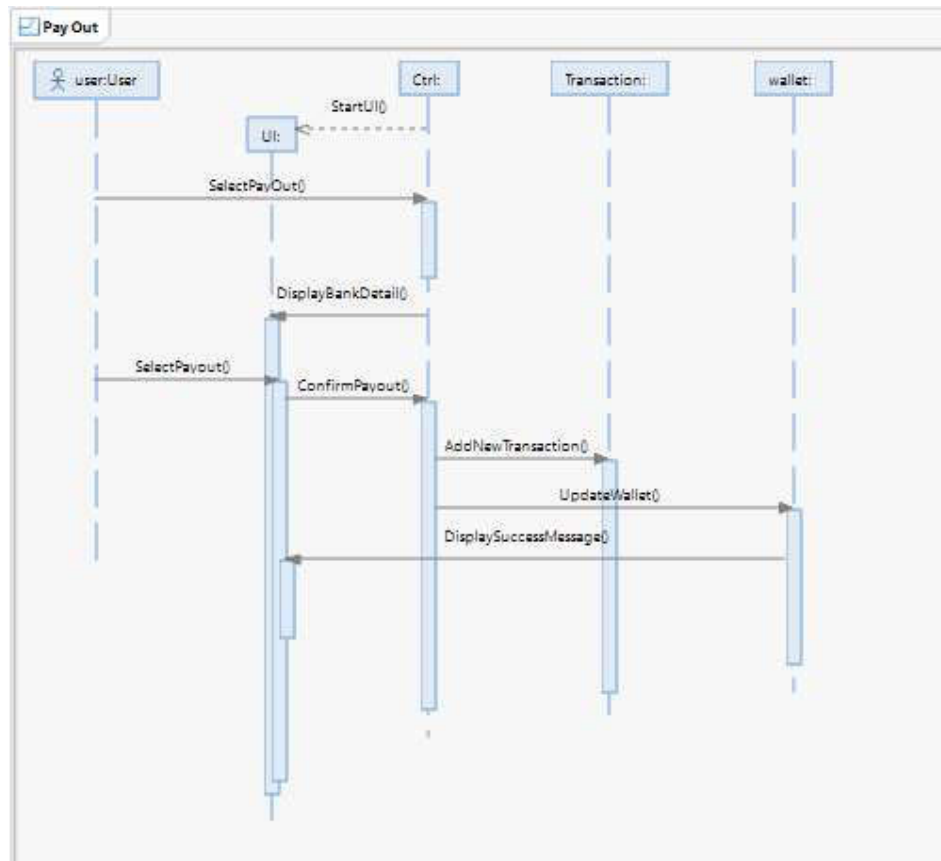 Pay Out
user:User
Ctrl:
Transaction:
wallet:
StartUI()
UI:
SelectPayOut()
DisplayBankDetail()
SelectPayout()
ConfirmPayout()
AddNewTransaction()
UpdateWallet()
DisplaySuccessMessage()